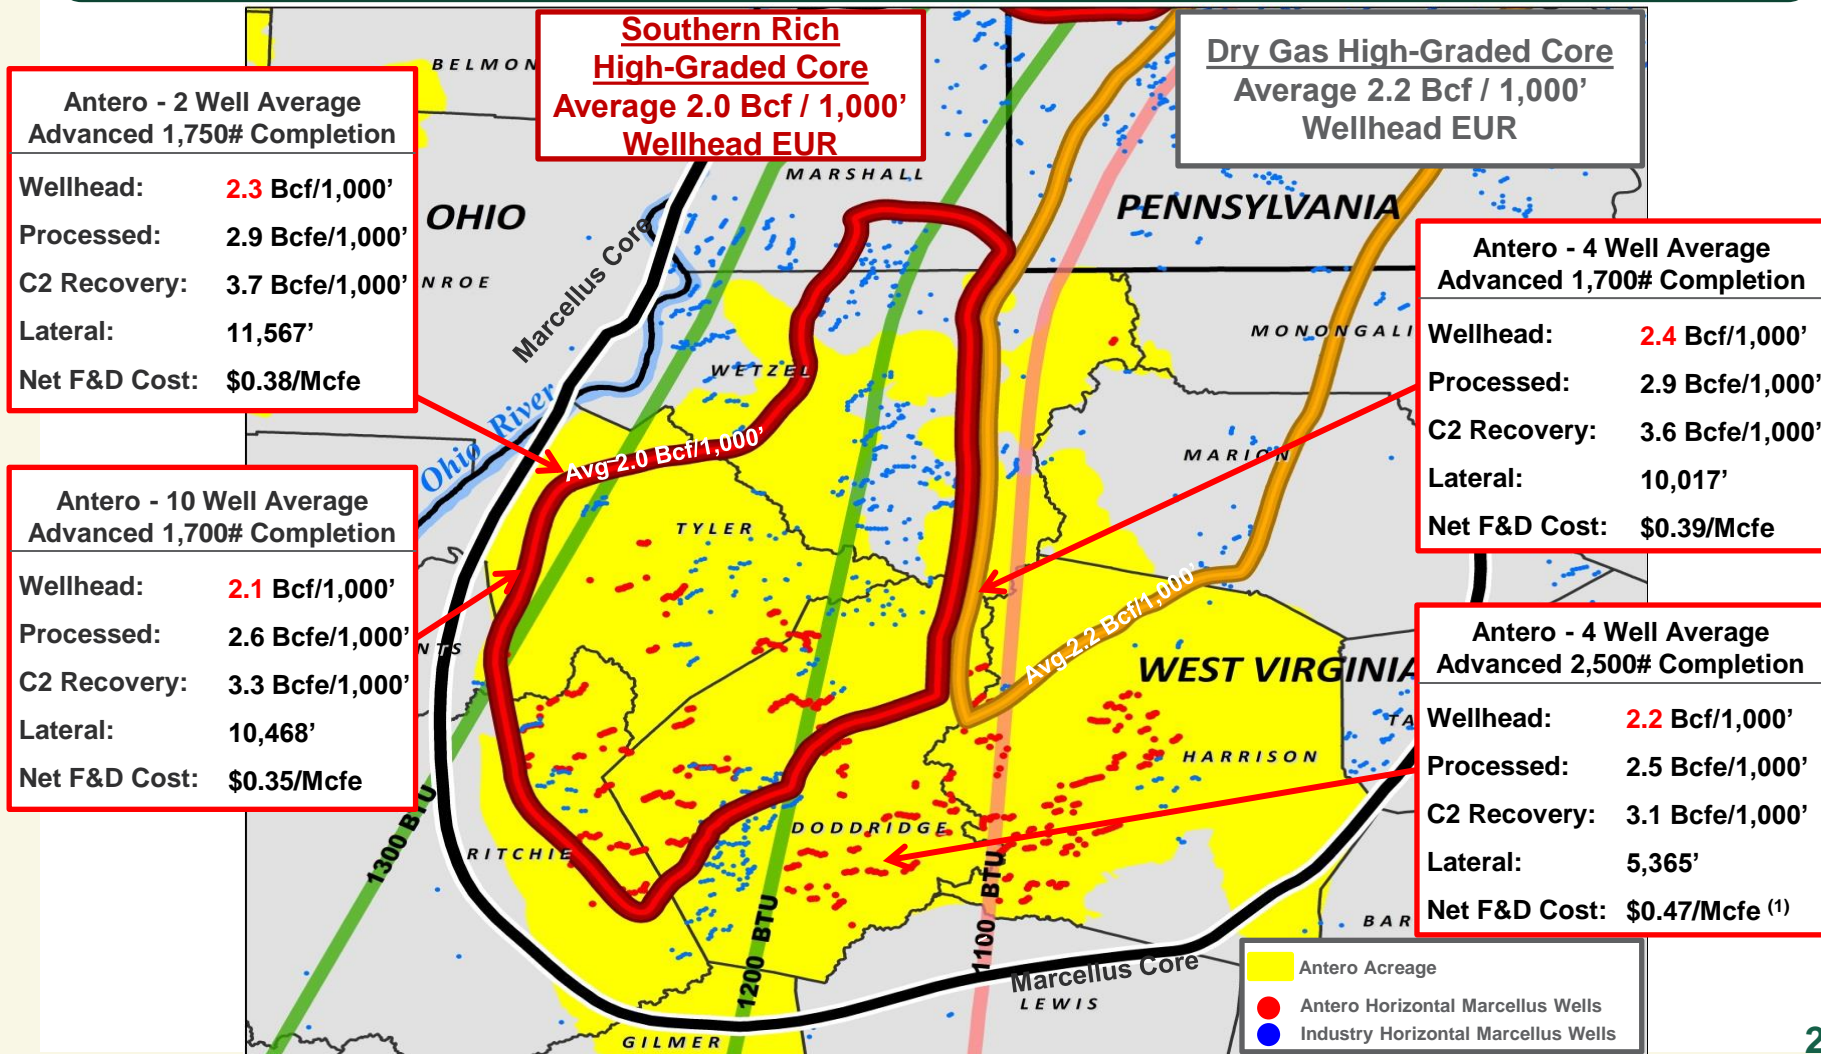 Southern Rich
High-Graded Core
Average 2.0 Bcf / 1,000’
Wellhead EUR
Dry Gas High-Graded Core
Average 2.2 Bcf / 1,000’
Wellhead EUR
Antero - 2 Well Average
Advanced 1,750# Completion
Wellhead: 2.3 Bcf/1,000’
Processed: 2.9 Bcfe/1,000’
C2 Recovery: 3.7 Bcfe/1,000’
Lateral: 11,567’
Net F&D Cost: $0.38/Mcfe
Antero - 10 Well Average
Advanced 1,700# Completion
Wellhead: 2.1 Bcf/1,000’
Processed: 2.6 Bcfe/1,000’
C2 Recovery: 3.3 Bcfe/1,000’
Lateral: 10,468’
Net F&D Cost: $0.35/Mcfe
Antero - 4 Well Average
Advanced 1,700# Completion
Wellhead: 2.4 Bcf/1,000’
Processed: 2.9 Bcfe/1,000’
C2 Recovery: 3.6 Bcfe/1,000’
Lateral: 10,017’
Net F&D Cost: $0.39/Mcfe
Antero - 4 Well Average
Advanced 2,500# Completion
Wellhead: 2.2 Bcf/1,000’
Processed: 2.5 Bcfe/1,000’
C2 Recovery: 3.1 Bcfe/1,000’
Lateral: 5,365’
Net F&D Cost: $0.47/Mcfe (1)
BELMON
MARSHALL
OHIO
PENNSYLVANIA
NROE
Marcellus Core
MONONGALI
WETZEL
Ohio River
Avg 2.0 Bcf/1,000’
MARION
TYLER
Avg 2.2 Bcf/1,000’
NTS
WEST VIRGINIA
TA
HARRISON
DODDRIDGE
RITCHIE
1300 BTU
1200 BTU
1100 BTU
BAR
Marcellus Core
LEWIS
GILMER
Antero Acreage
Antero Horizontal Marcellus Wells
Industry Horizontal Marcellus Wells
2